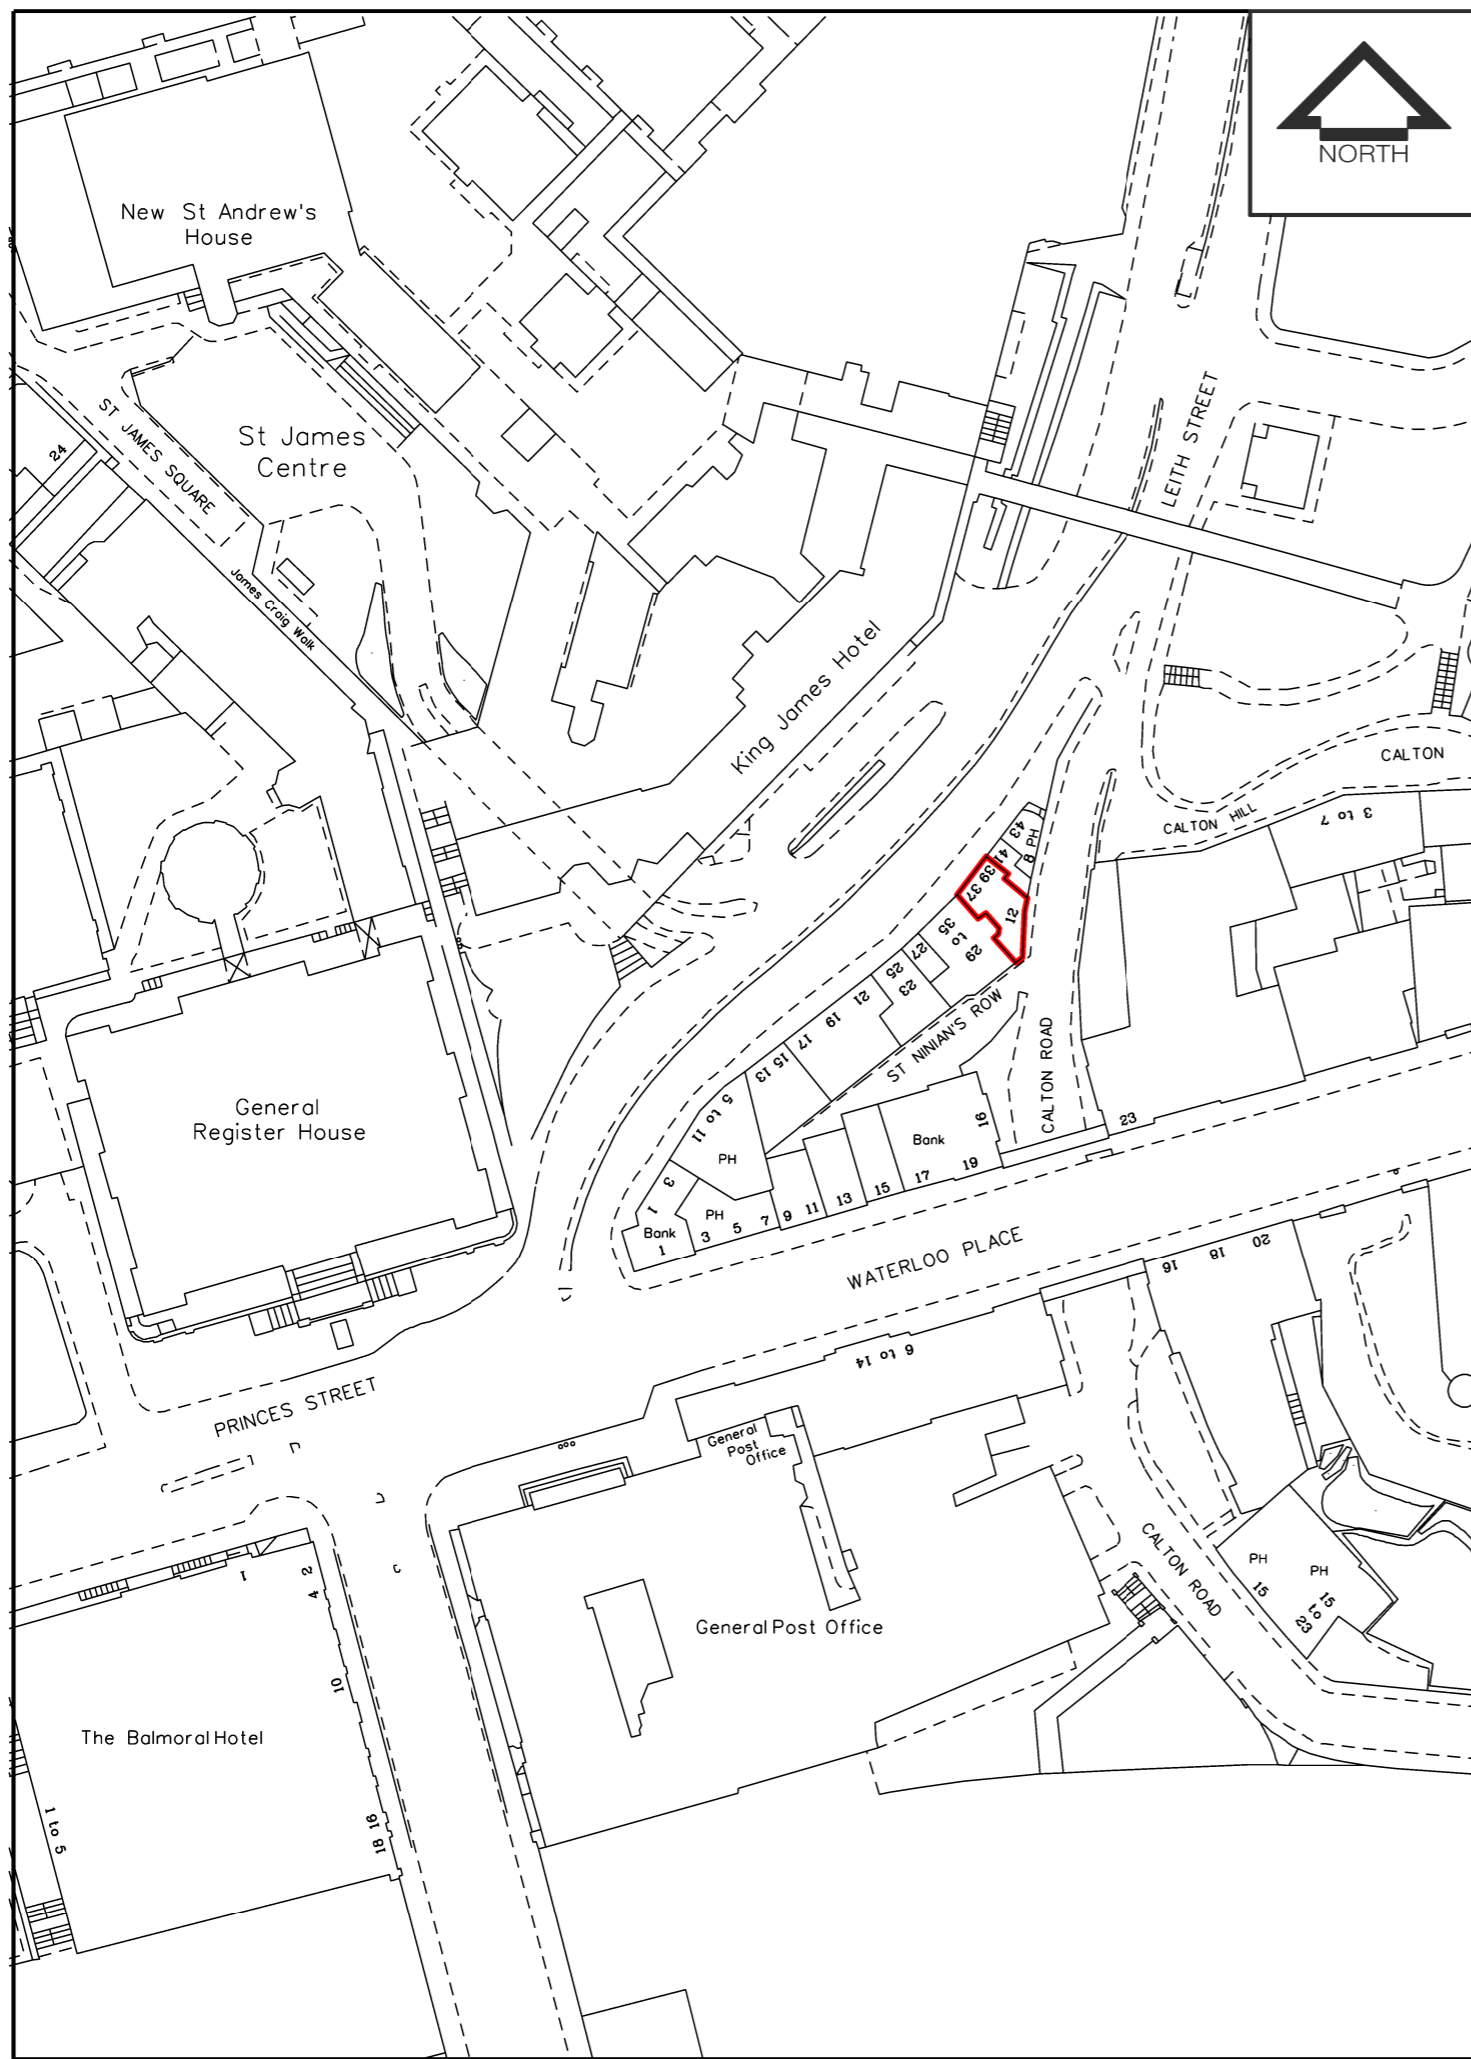 NORTH
New St Andrew's
House
St James
Centre
ST JAMES SQUARE
24
James Craig Walk
LEITH STREET
King James Hotel
CALTON
CALTON HILL
3 to 7
43
8 PH
41
39
37
12
35
to
29
27
25
23
21
19
17
15
13
ST NINIAN'S ROW
CALTON ROAD
5 to 11
PH
3
1
Bank
1
PH
3
5
7
9
11
13
15
17
19
Bank
16
23
General
Register House
WATERLOO PLACE
16
18
20
6 to 14
PRINCES STREET
General
Post
Office
General Post Office
CALTON ROAD
PH
15
PH
15
to
23
1
2
4
10
16
18
The Balmoral Hotel
1 to 5